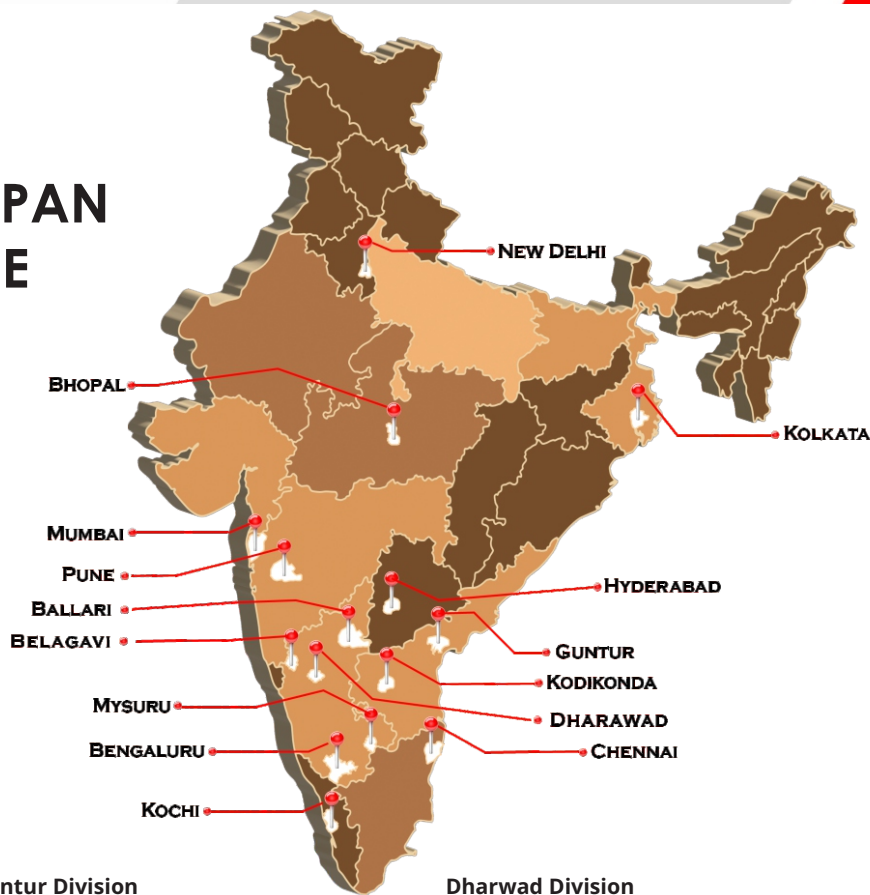 PAN
E
NEW DELHI
BHOPAL
KOLKATA
MUMBAI
PUNE
HYDERABAD
BALLARI
BELAGAVI
GUNTUR
KODIKONDA
MYSURU
DHARAWAD
BENGALURU
CHENNAI
KOCHI
ntur Division
Dharwad Division